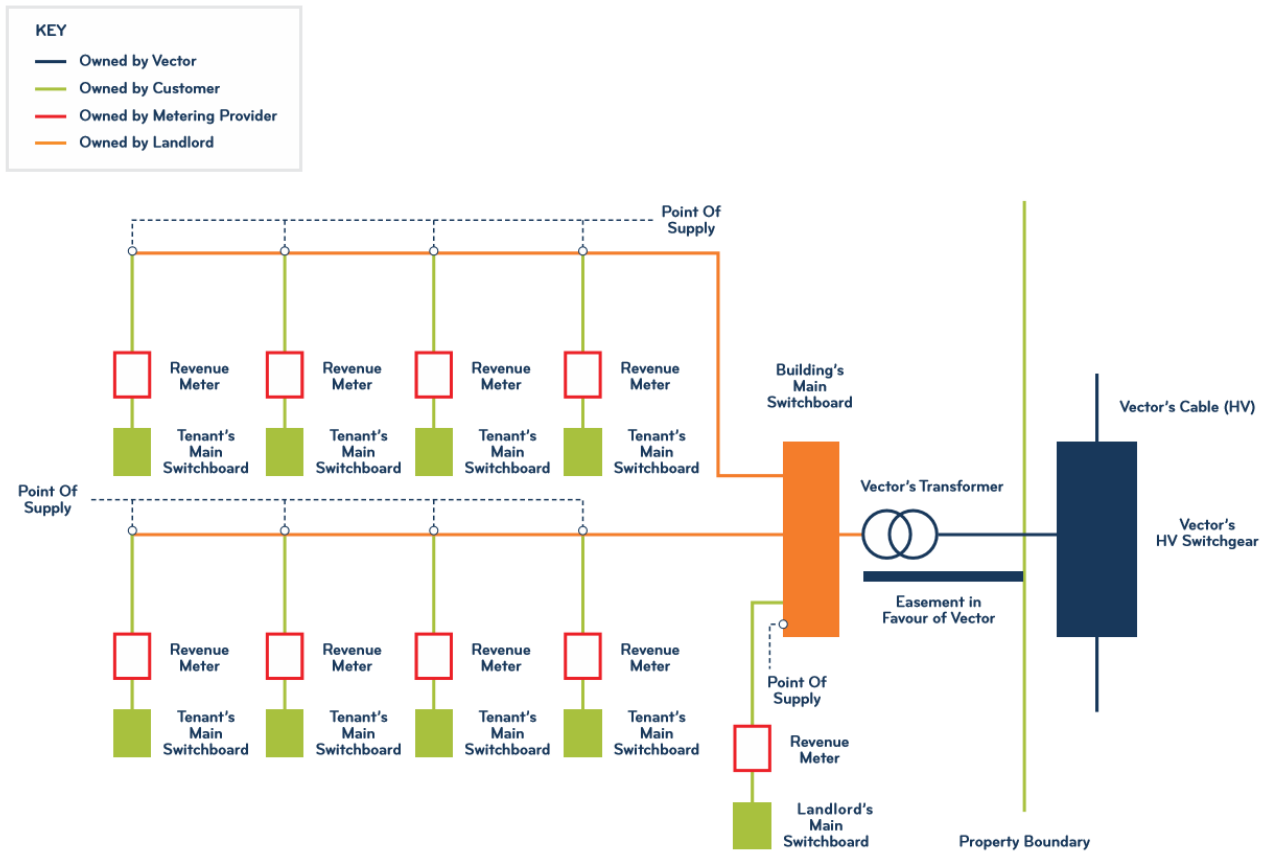 KEY
Owned by Vector
Owned by Customer
Owned by Metering Provider
Owned by Landlord
Point Of
Supply
Revenue
Meter
Revenue
Meter
Revenue
Meter
Revenue
Meter
Building's
Main
Switchboard
Vector's Cable (HV)
Tenant's
Main
Switchboard
Tenant's
Main
Switchboard
Tenant's
Main
Switchboard
Tenant's
Main
Switchboard
Point Of
Supply
Vector's Transformer
Vector's
HV Switchgear
Easement in
Favour of Vector
Revenue
Meter
Revenue
Meter
Revenue
Meter
Revenue
Meter
Point Of
Supply
Tenant's
Main
Switchboard
Tenant's
Main
Switchboard
Tenant's
Main
Switchboard
Tenant's
Main
Switchboard
Revenue
Meter
Landlord's
Main
Switchboard
Property Boundary